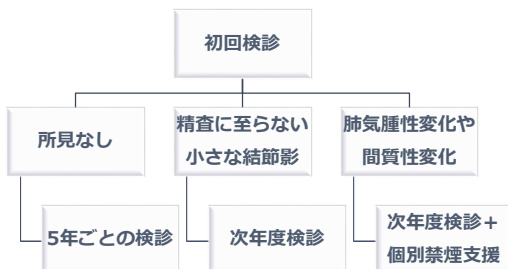 初回検診
所見なし
精査に至らない
小さな結節影
肺気腫性変化や
間質性変化
5年ごとの検診
次年度検診
次年度検診＋
個別禁煙支援